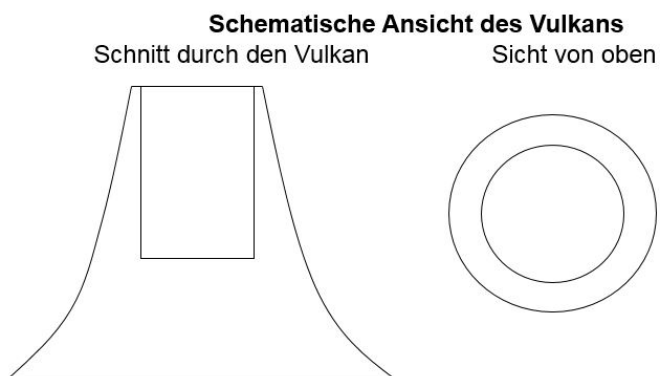 Schematische Ansicht des Vulkans
Schnitt durch den Vulkan
Sicht von oben